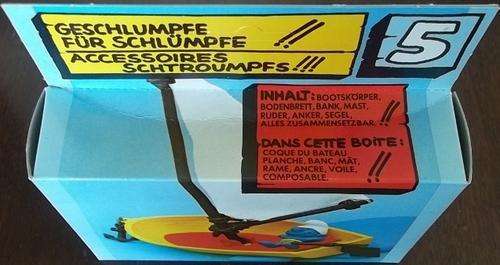 GESCHLUMPFE
FÜR SCHLÜMPFE !!
ACCESSOIRES
SCHTROUMPFS!!!
5
INHALT: BOOTSKÖRPER,
BODENBRETT, BANK, MAST,
RUDER, ANKER, SEGEL,
ALLES ZUSAMMENSETZBAR. !!
DANS CETTE BOÎTE:
COQUE DU BATEAU
PLANCHE, BANC, MÂT,
RAME, ANCRE, VOILE,
COMPOSABLE. !!